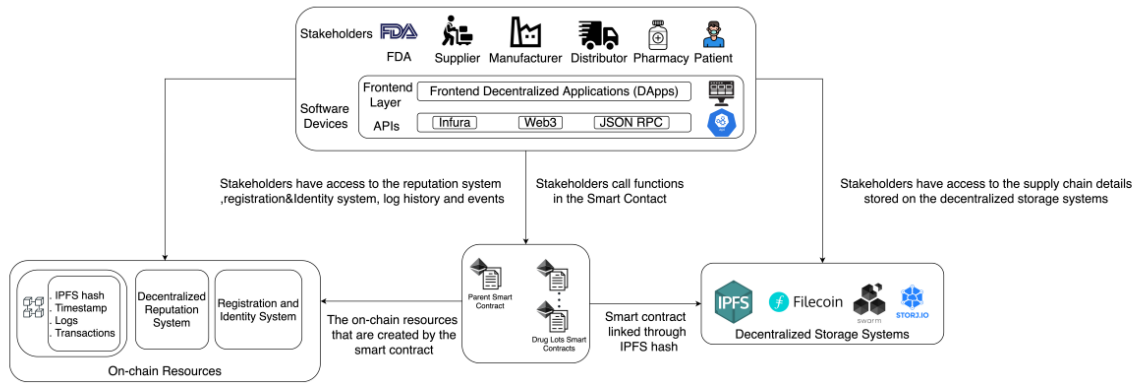 Stakeholders
FDA
FDA
Supplier
Manufacturer
Distributor
Pharmacy
Patient
Software
Devices
Frontend
Layer
Frontend Decentralized Applications (DApps)
APIs
Infura
Web3
JSON RPC
Stakeholders have access to the reputation system
,registration&Identity system, log history and events
Stakeholders call functions
in the Smart Contact
Stakeholders have access to the supply chain details
stored on the decentralized storage systems
. IPFS hash
. Timestamp
. Logs
. Transactions
Decentralized
Reputation
System
Registration and
Identity System
On-chain Resources
The on-chain resources
that are created by the
smart contract
Parent Smart
Contract
Drug Lots Smart
Contracts
Smart contract
linked through
IPFS hash
IPFS
Filecoin
swarm
STORJ.IO
Decentralized Storage Systems